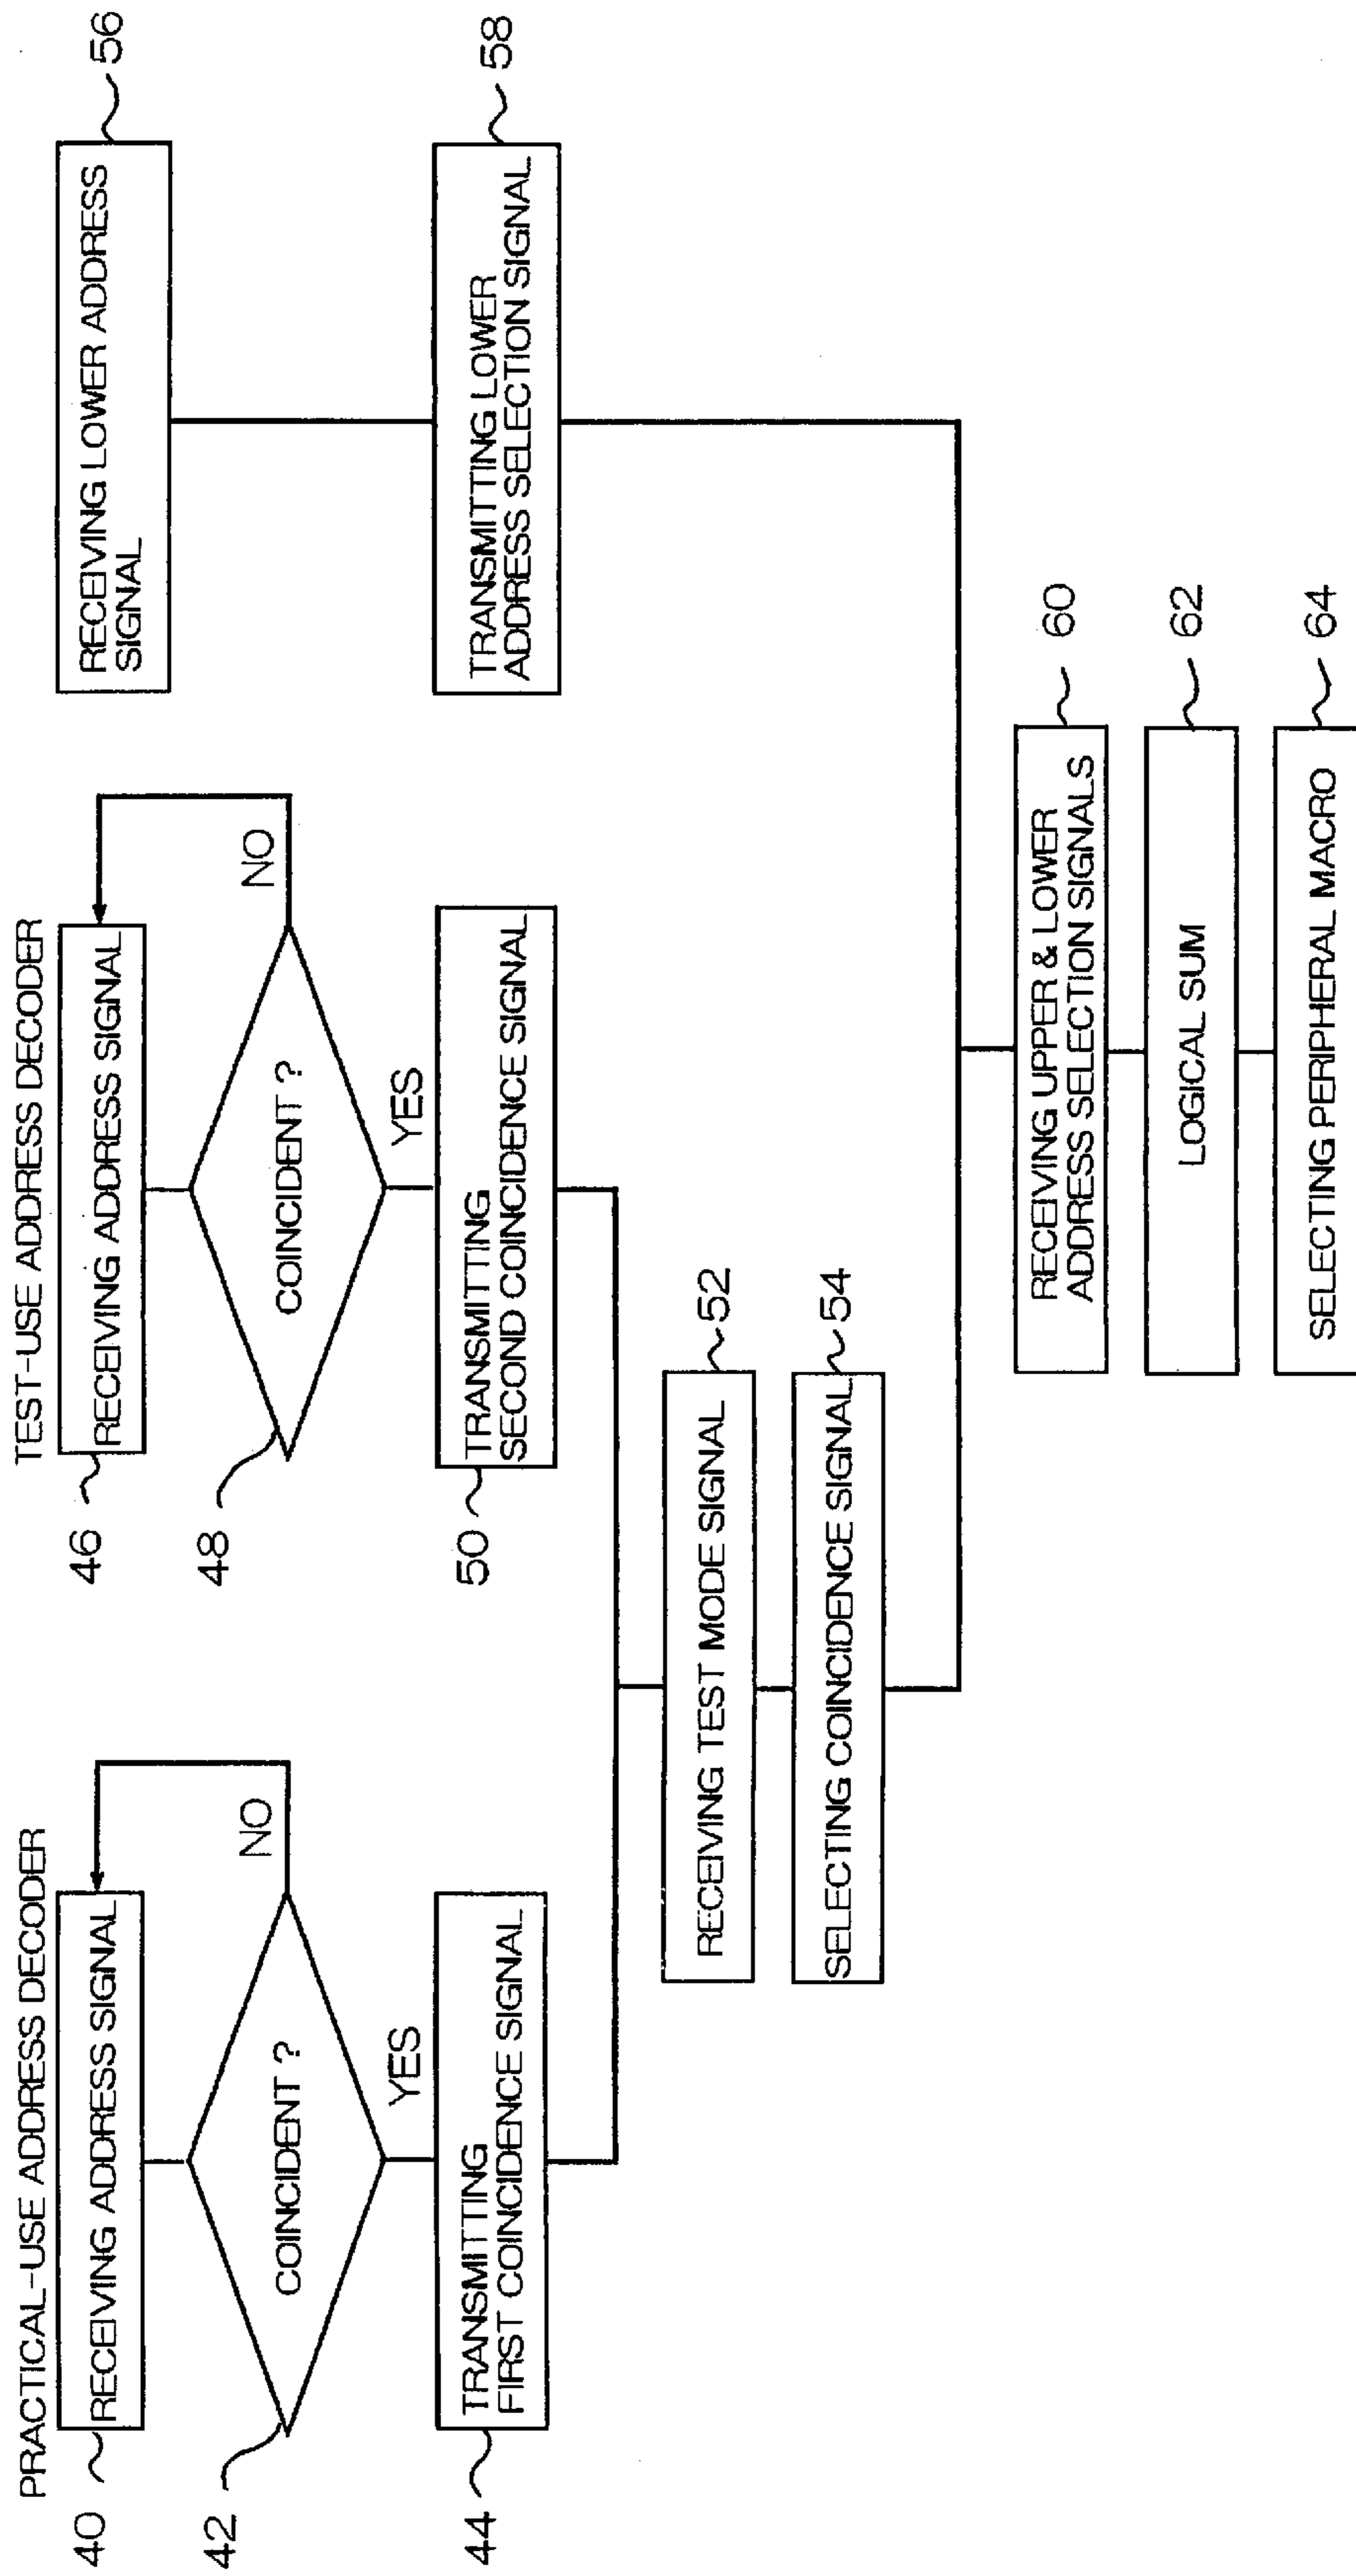 PRACTICAL-USE ADDRESS DECODER
40
RECEIVING ADDRESS SIGNAL
42
COINCIDENT ?
NO
YES
44
TRANSMITTING
FIRST COINCIDENCE SIGNAL
TEST-USE ADDRESS DECODER
46
RECEIVING ADDRESS SIGNAL
48
COINCIDENT ?
NO
YES
50
TRANSMITTING
SECOND COINCIDENCE SIGNAL
RECEIVING TEST MODE SIGNAL
52
SELECTING COINCIDENCE SIGNAL
54
RECEIVING LOWER ADDRESS
SIGNAL
56
TRANSMITTING LOWER
ADDRESS SELECTION SIGNAL
58
RECEIVING UPPER & LOWER
ADDRESS SELECTION SIGNALS
60
LOGICAL SUM
62
SELECTING PERIPHERAL MACRO
64